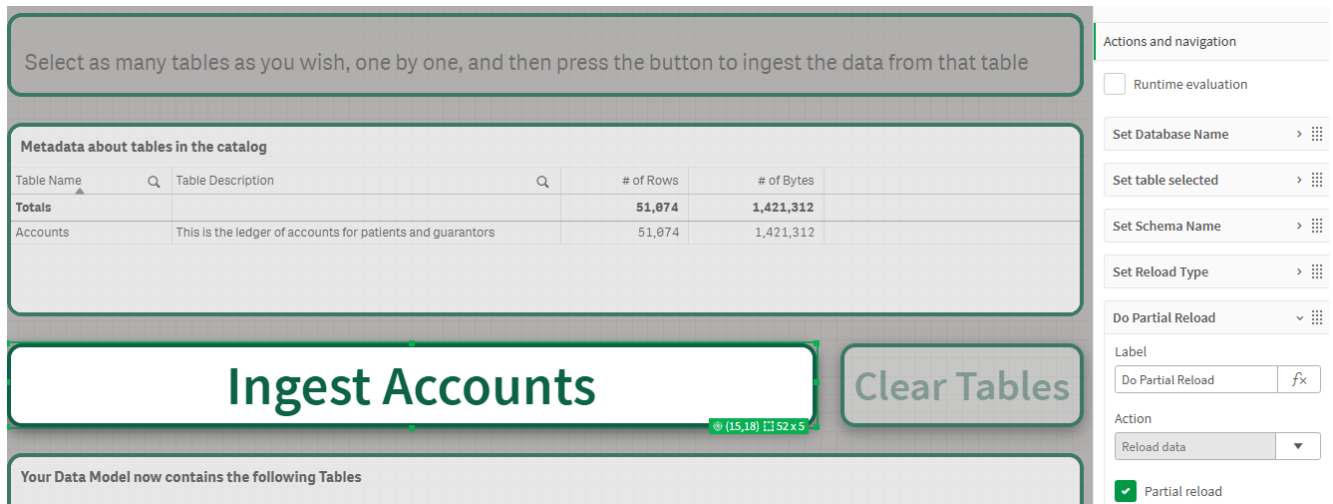 Select as many tables as you wish, one by one, and then press the button to ingest the data from that table
Metadata about tables in the catalog
Table Name Table Description # of Rows # of Bytes
Totals 51,074 1,421,312
Accounts This is the ledger of accounts for patients and guarantors 51,074 1,421,312
Ingest Accounts
Clear Tables
(15,18) 52 x 5
Your Data Model now contains the following Tables
Actions and navigation
Runtime evaluation
Set Database Name
Set table selected
Set Schema Name
Set Reload Type
Do Partial Reload
Label
Do Partial Reload fx
Action
Reload data
Partial reload